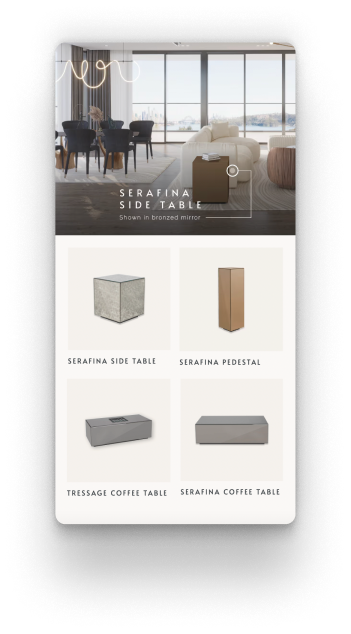 SERAFINA
SIDE TABLE
Shown in bronzed mirror
SERAFINA SIDE TABLE
SERAFINA PEDESTAL
TRESSAGE COFFEE TABLE
SERAFINA COFFEE TABLE